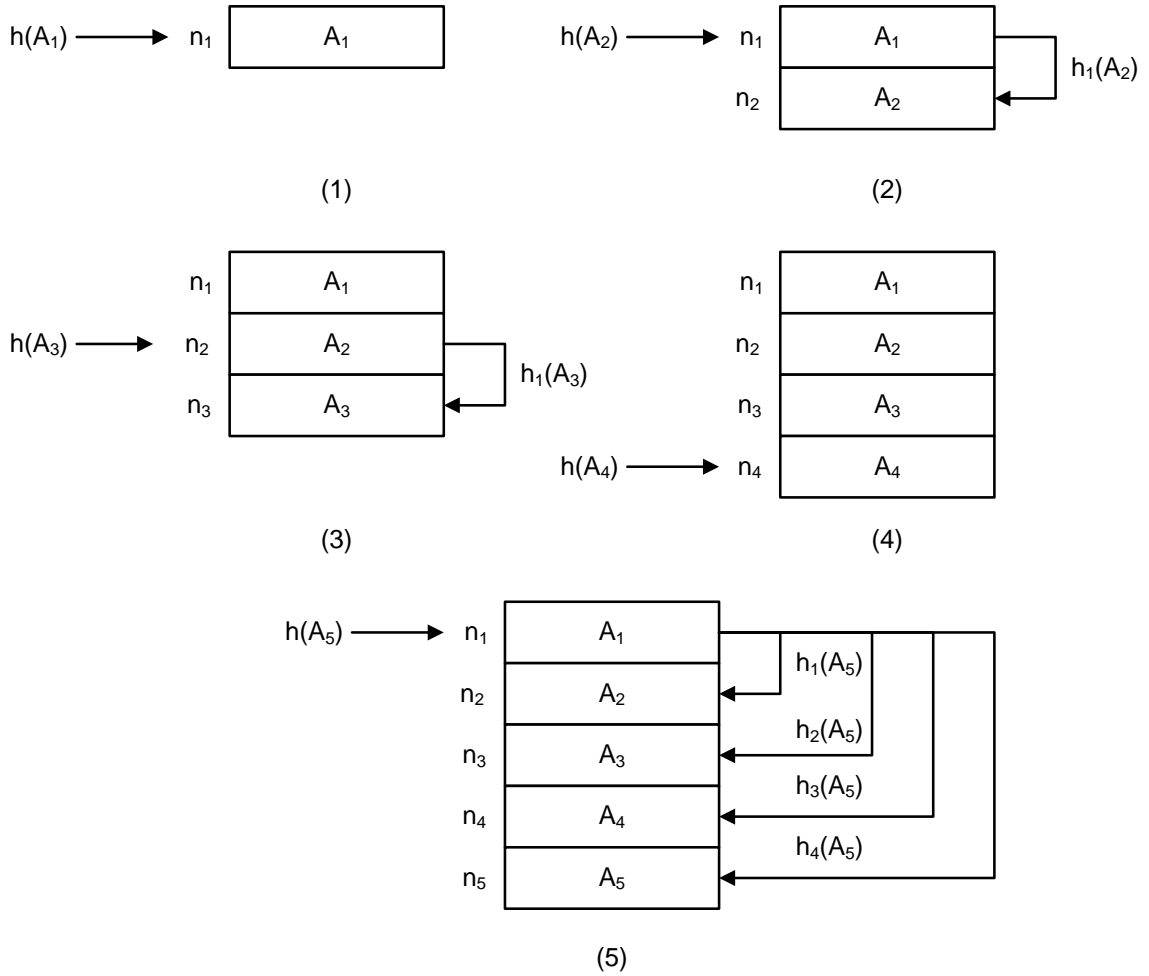 h(A₁) n₁ A₁
h(A₂) n₁ A₁
h₁(A₂)
n₂ A₂
(1) (2)
n₁ A₁ n₁ A₁
h(A₃) n₂ A₂ n₂ A₂
h₁(A₃)
n₃ A₃ n₃ A₃
h(A₄) n₄ A₄
(3) (4)
h(A₅) n₁ A₁
h₁(A₅)
n₂ A₂
h₂(A₅)
n₃ A₃
h₃(A₅)
n₄ A₄
h₄(A₅)
n₅ A₅
(5)